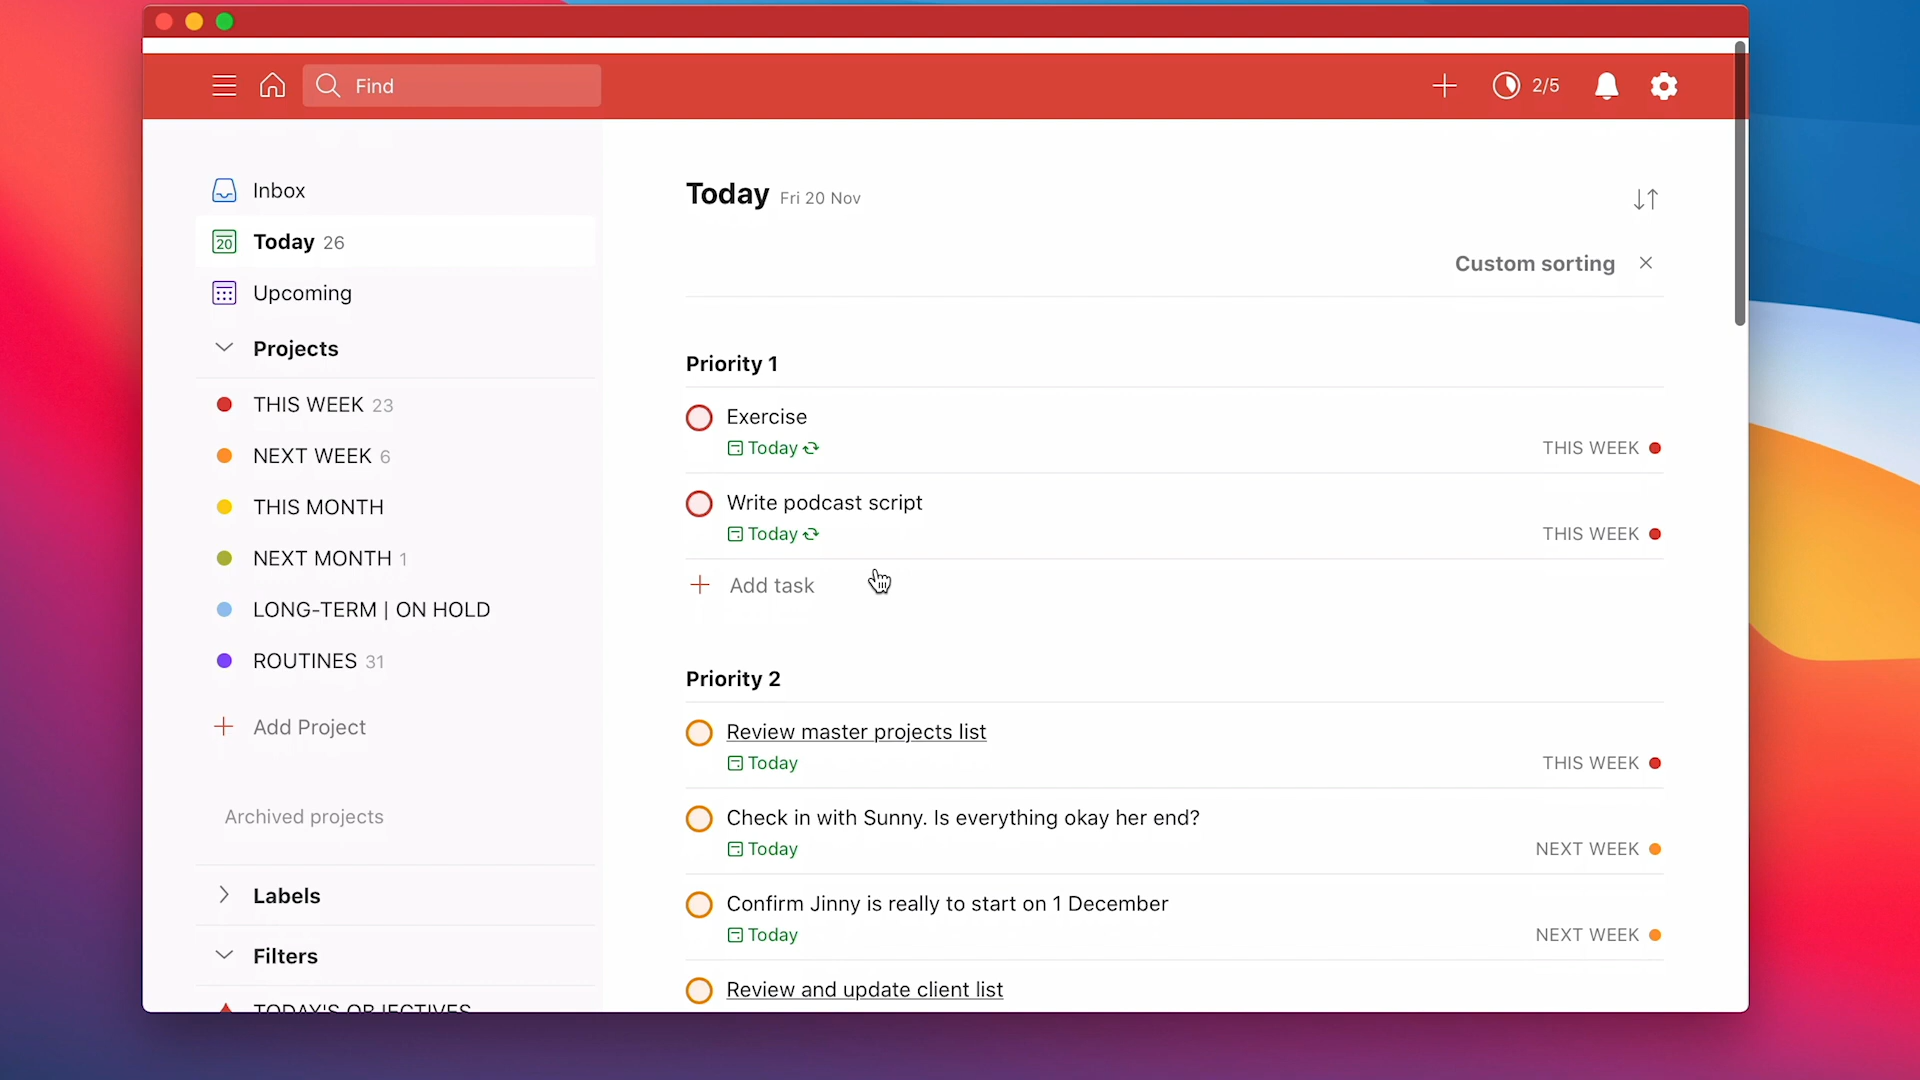 Find
2/5
Inbox
Today 26
20
Upcoming
Projects
THIS WEEK 23
NEXT WEEK 6
THIS MONTH
NEXT MONTH 1
LONG-TERM | ON HOLD
ROUTINES 31
Add Project
Archived projects
Labels
Filters
TODAY'S OBJECTIVES
Today Fri 20 Nov
Custom sorting
Priority 1
Exercise
Today THIS WEEK
Write podcast script
Today THIS WEEK
Add task
Priority 2
Review master projects list
Today THIS WEEK
Check in with Sunny. Is everything okay her end?
Today NEXT WEEK
Confirm Jinny is really to start on 1 December
Today NEXT WEEK
Review and update client list